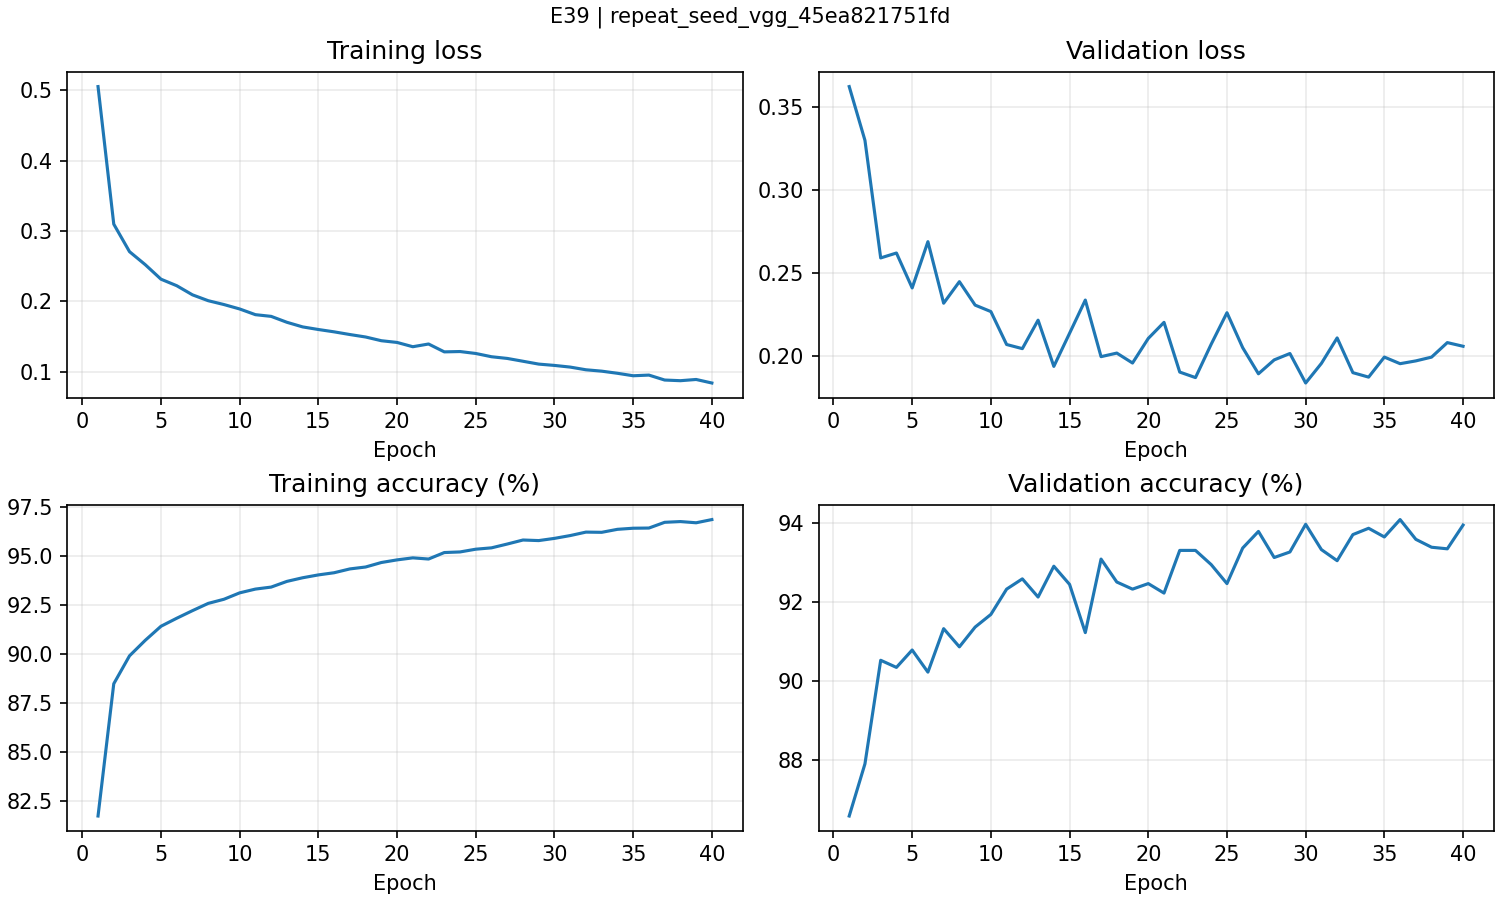 E39 | repeat_seed_vgg_45ea821751fd
Training loss
0.5
0.4
0.3
0.2
0.1
0 5 10 15 20 25 30 35 40
Epoch
Validation loss
0.35
0.30
0.25
0.20
0 5 10 15 20 25 30 35 40
Epoch
Training accuracy (%)
97.5
95.0
92.5
90.0
87.5
85.0
82.5
0 5 10 15 20 25 30 35 40
Epoch
Validation accuracy (%)
94
92
90
88
0 5 10 15 20 25 30 35 40
Epoch